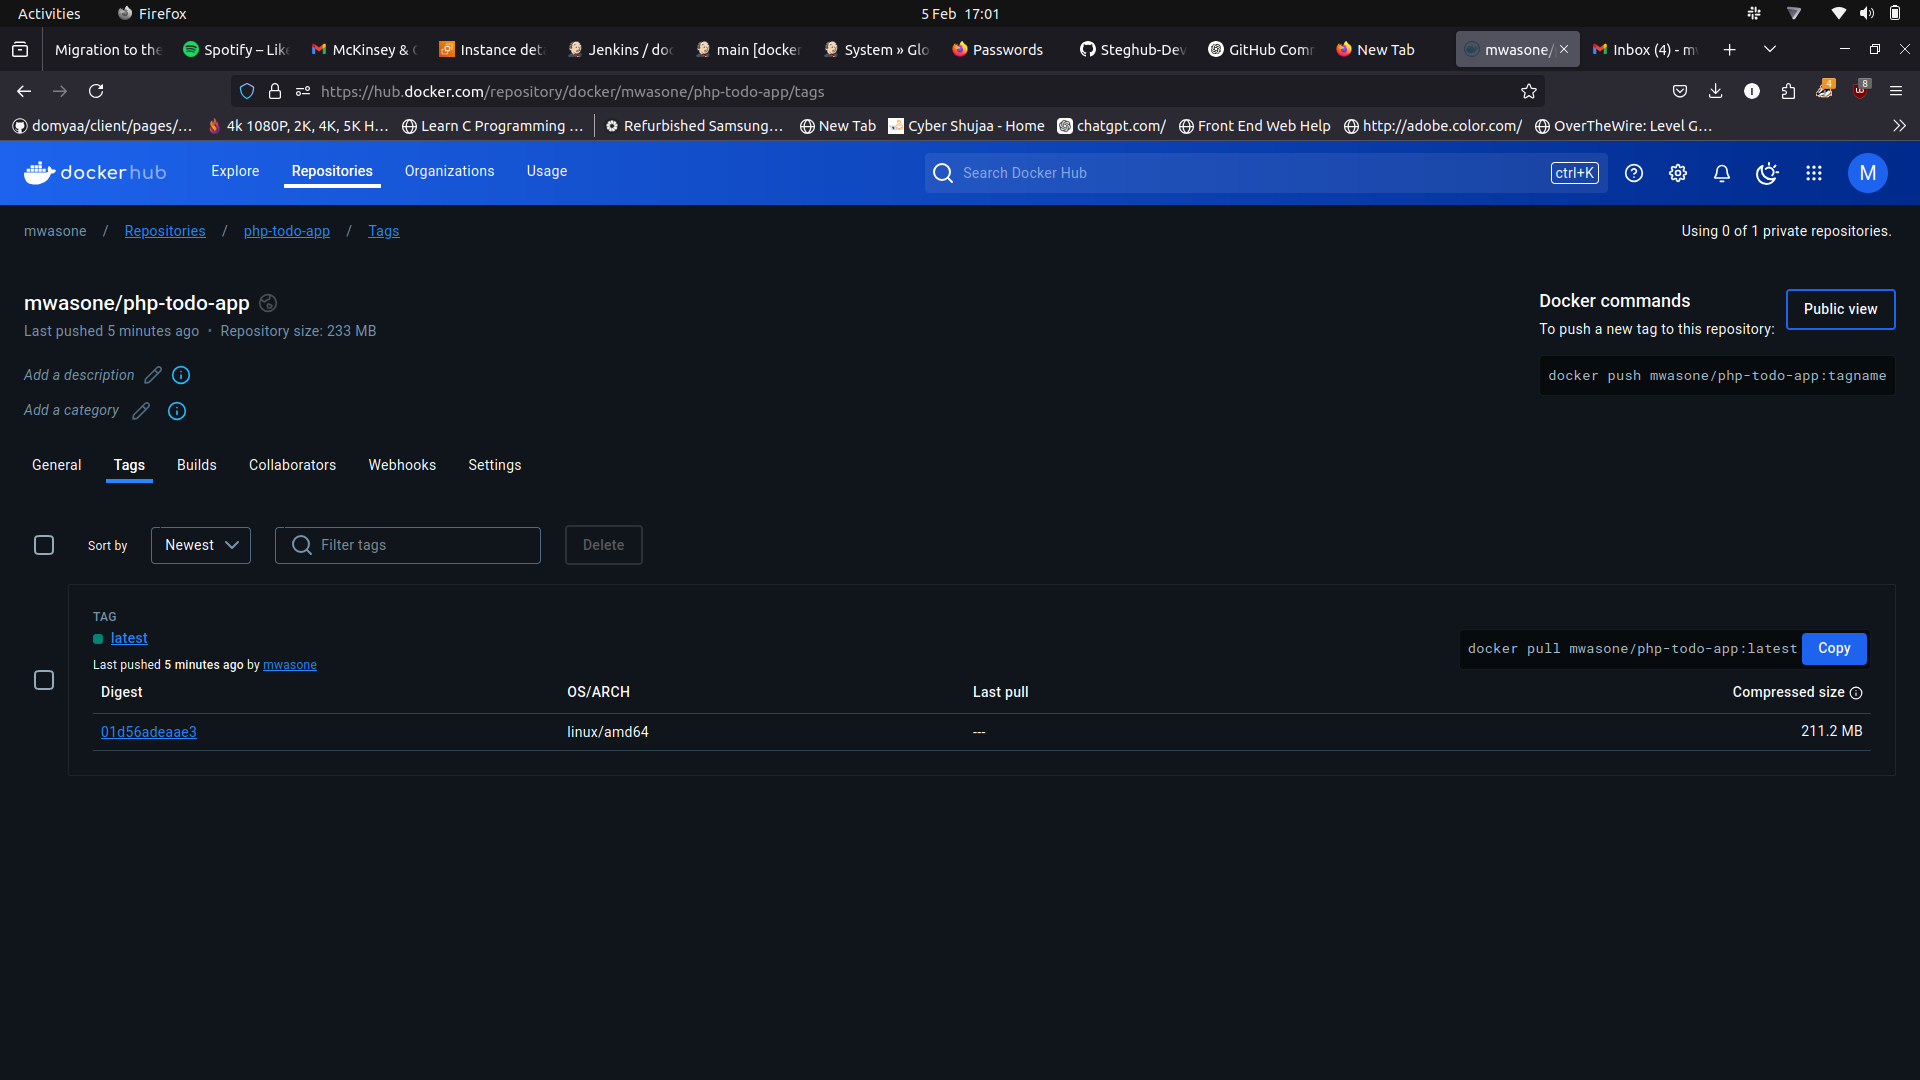 Activities Firefox 5 Feb 17:01
Migration to the Spotify – Like McKinsey & C Instance det Jenkins / doc main [docker System » Glo Passwords Steghub-Dev GitHub Com New Tab mwasone/ Inbox (4) - m
https://hub.docker.com/repository/docker/mwasone/php-todo-app/tags 4 8
domyaa/client/pages/… 4k 1080P, 2K, 4K, 5K H… Learn C Programming … Refurbished Samsung… New Tab Cyber Shujaa - Home chatgpt.com/ Front End Web Help http://adobe.color.com/ OverTheWire: Level G…
dockerhub Explore Repositories Organizations Usage Search Docker Hub ctrl+K M
mwasone / Repositories / php-todo-app / Tags Using 0 of 1 private repositories.
mwasone/php-todo-app
Last pushed 5 minutes ago • Repository size: 233 MB
Docker commands Public view
To push a new tag to this repository:
docker push mwasone/php-todo-app:tagname
Add a description
Add a category
General Tags Builds Collaborators Webhooks Settings
Sort by Newest Filter tags Delete
TAG
latest
Last pushed 5 minutes ago by mwasone
docker pull mwasone/php-todo-app:latest Copy
Digest OS/ARCH Last pull Compressed size
01d56adeaae3 linux/amd64 --- 211.2 MB